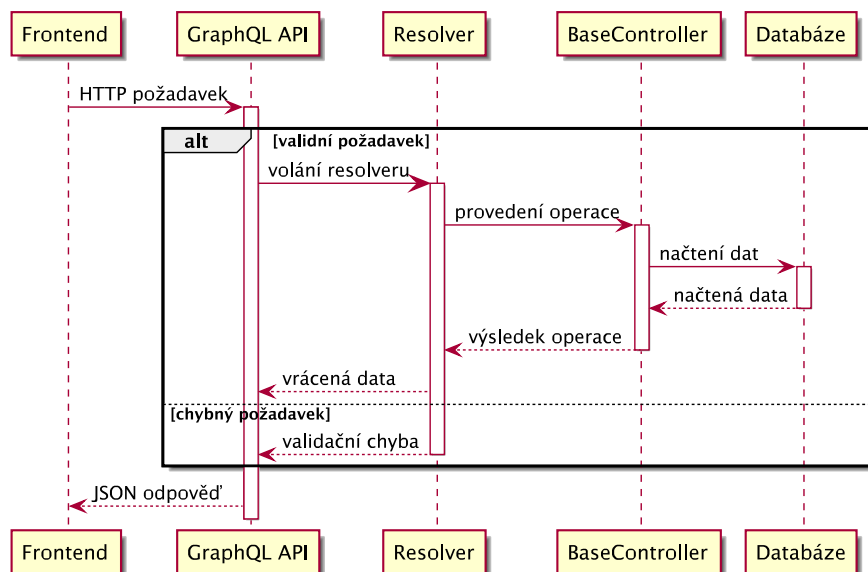 Frontend
GraphQL API
Resolver
BaseController
Databáze
HTTP požadavek
alt
[validní požadavek]
volání resolveru
provedení operace
načtení dat
načtená data
výsledek operace
vrácená data
[chybný požadavek]
validační chyba
JSON odpověď
Frontend
GraphQL API
Resolver
BaseController
Databáze